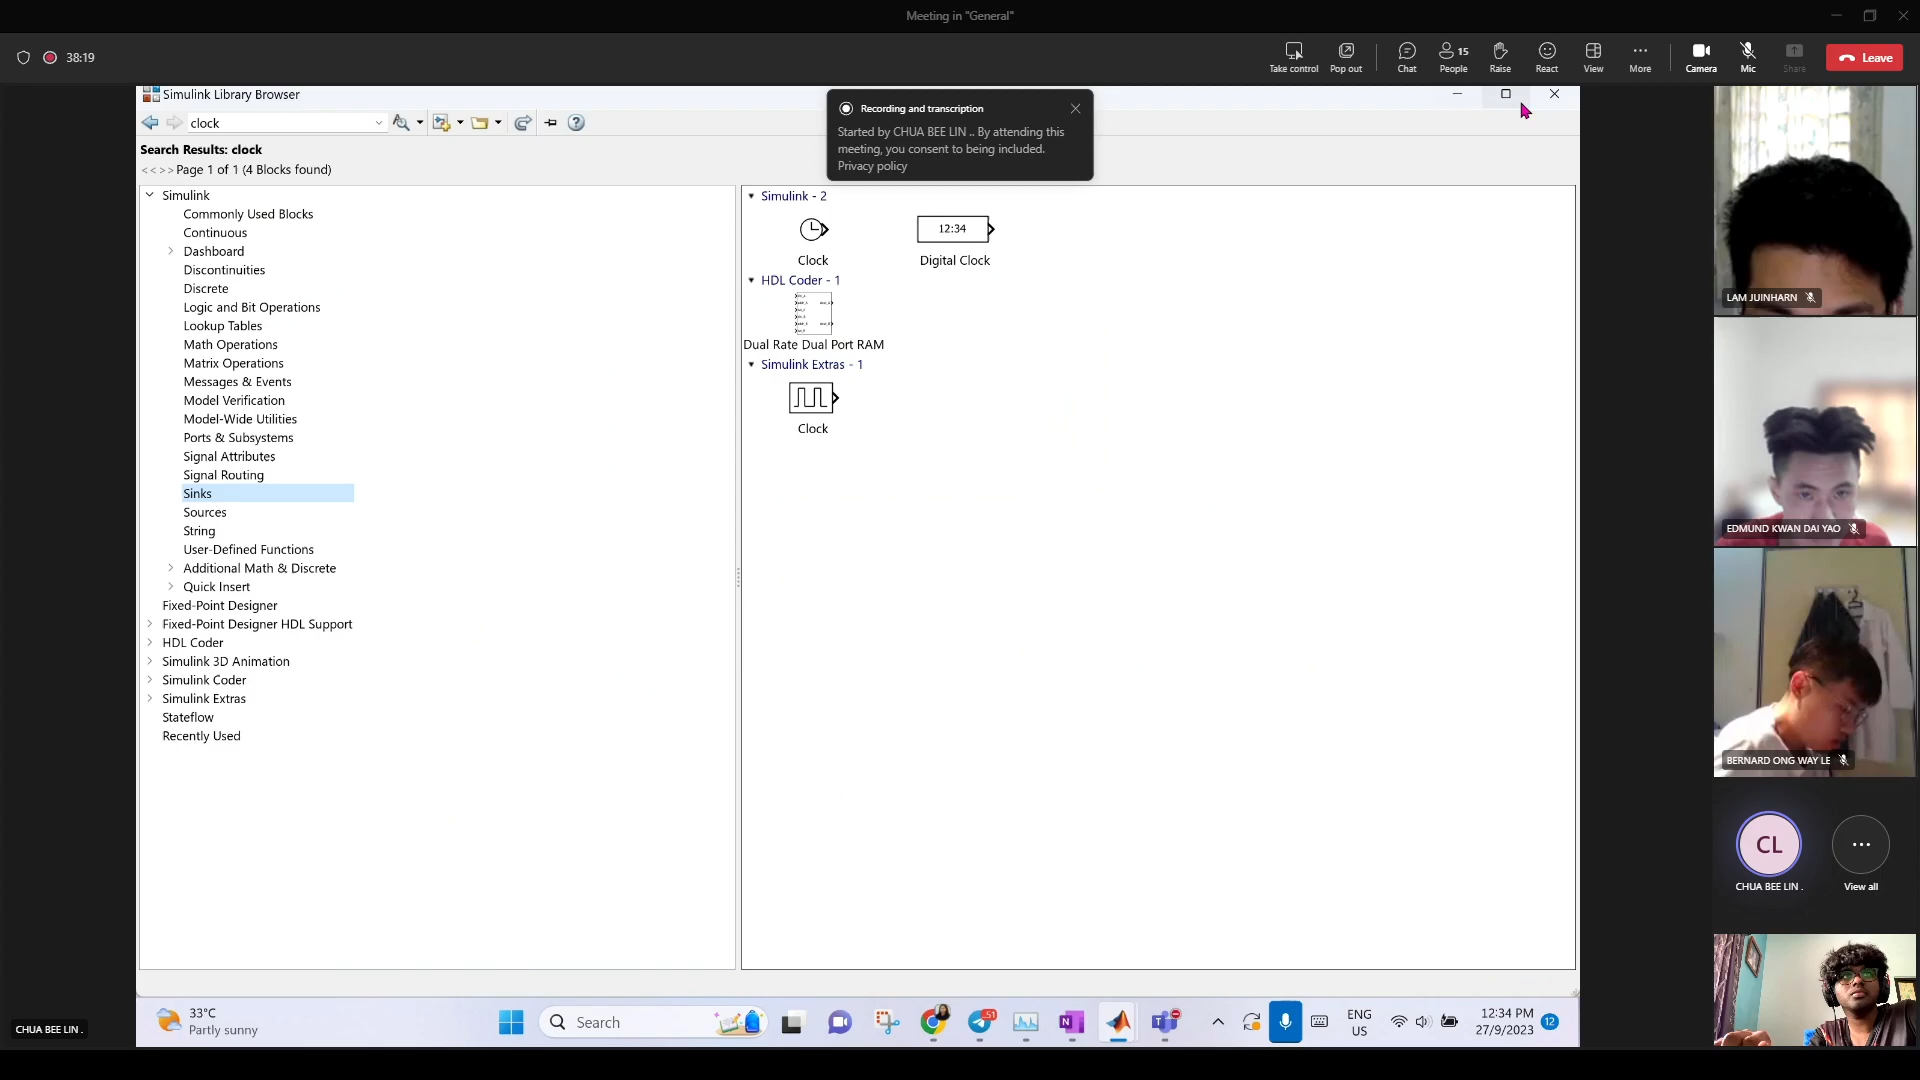 Meeting in "General"
38:19
Take control
Pop out
Chat
15
People
Raise
React
View
More
Camera
Mic
Share
Leave
Simulink Library Browser
clock
Search Results: clock
<<>> Page 1 of 1 (4 Blocks found)
Recording and transcription
Started by CHUA BEE LIN .. By attending this
meeting, you consent to being included.
Privacy policy
Simulink
Commonly Used Blocks
Continuous
Dashboard
Discontinuities
Discrete
Logic and Bit Operations
Lookup Tables
Math Operations
Matrix Operations
Messages & Events
Model Verification
Model-Wide Utilities
Ports & Subsystems
Signal Attributes
Signal Routing
Sinks
Sources
String
User-Defined Functions
Additional Math & Discrete
Quick Insert
Fixed-Point Designer
Fixed-Point Designer HDL Support
HDL Coder
Simulink 3D Animation
Simulink Coder
Simulink Extras
Stateflow
Recently Used
Simulink - 2
12:34
Clock
Digital Clock
HDL Coder - 1
Dual Rate Dual Port RAM
Simulink Extras - 1
Clock
LAM JUINHARN
EDMUND KWAN DAI YAO
BERNARD ONG WAY LE
CL
CHUA BEE LIN .
View all
CHUA BEE LIN .
33°C
Partly sunny
Search
51
ENG
US
12:34 PM
27/9/2023
12